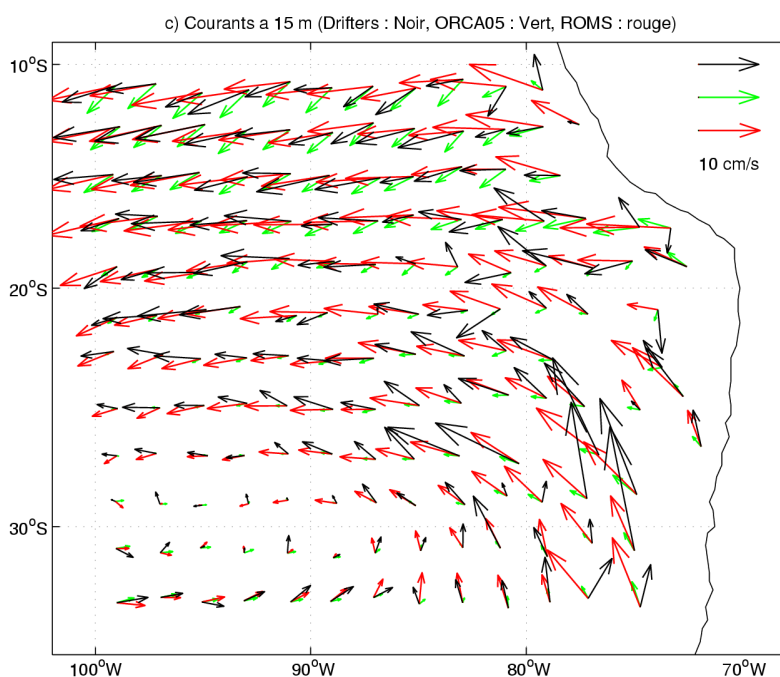 c) Courants a 15 m (Drifters : Noir, ORCA05 : Vert, ROMS : rouge)
10°S
10 cm/s
20°S
30°S
100°W 90°W 80°W 70°W